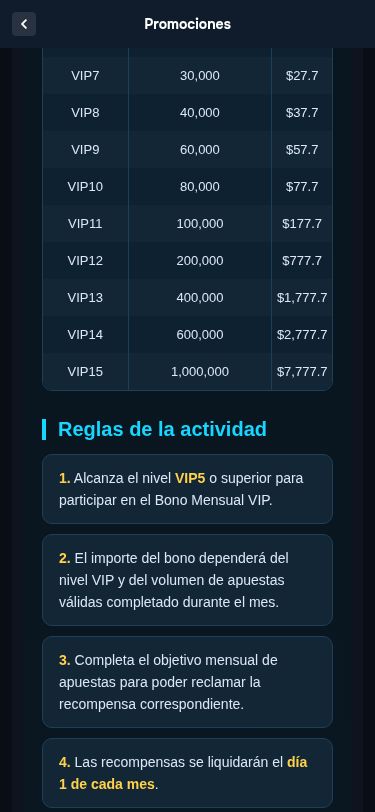 Promociones
VIP7 30,000 $27.7
VIP8 40,000 $37.7
VIP9 60,000 $57.7
VIP10 80,000 $77.7
VIP11 100,000 $177.7
VIP12 200,000 $777.7
VIP13 400,000 $1,777.7
VIP14 600,000 $2,777.7
VIP15 1,000,000 $7,777.7
Reglas de la actividad
1. Alcanza el nivel VIP5 o superior para
participar en el Bono Mensual VIP.
2. El importe del bono dependerá del
nivel VIP y del volumen de apuestas
válidas completado durante el mes.
3. Completa el objetivo mensual de
apuestas para poder reclamar la
recompensa correspondiente.
4. Las recompensas se liquidarán el día
1 de cada mes.